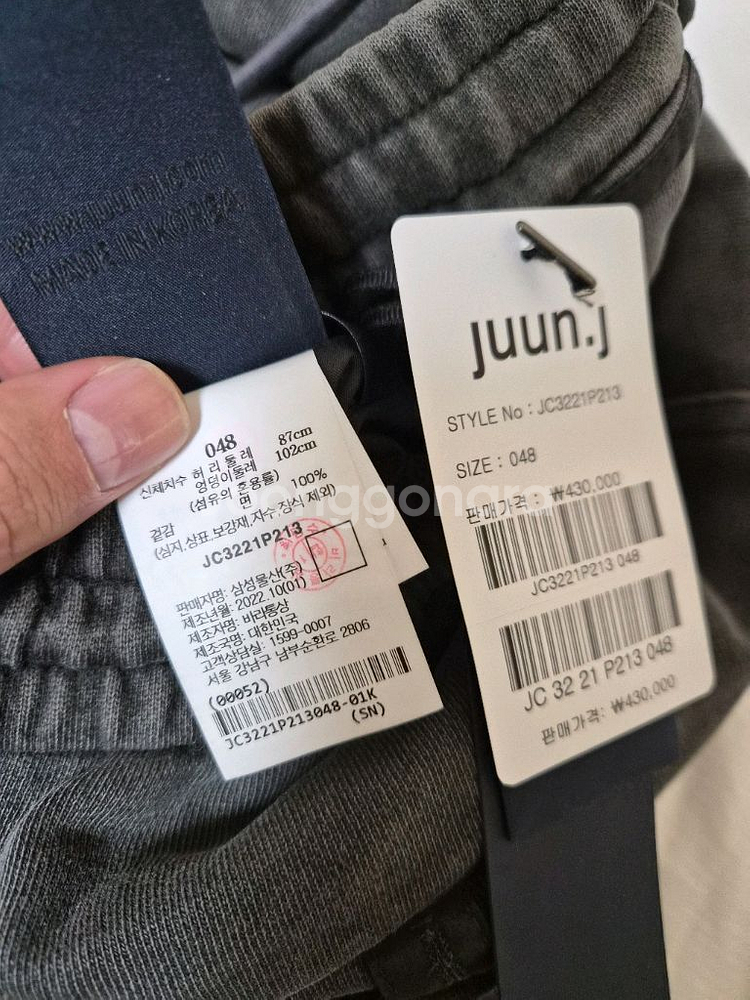 www.juunj.com
MADE IN KOREA
048
신체치수 허 리 둘 레 87cm
엉덩이둘레 102cm
(섬유의 혼용률)
겉감 면 100%
(심지,상표,보강재,자수,장식 제외)
JC3221P213
판매자명: 삼성물산(주)
제조년월: 2022.10(01)
제조자명: 바리통상
제조국명: 대한민국
고객상담실: 1599-0007
서울 강남구 남부순환로 2806
(00052)
JC3221P213048-01K
(SN)
juun.j
STYLE No : JC3221P213
SIZE : 048
판매가격 : ₩430,000
JC3221P213 048
JC 32 21 P213 048
판매가격: ₩430,000